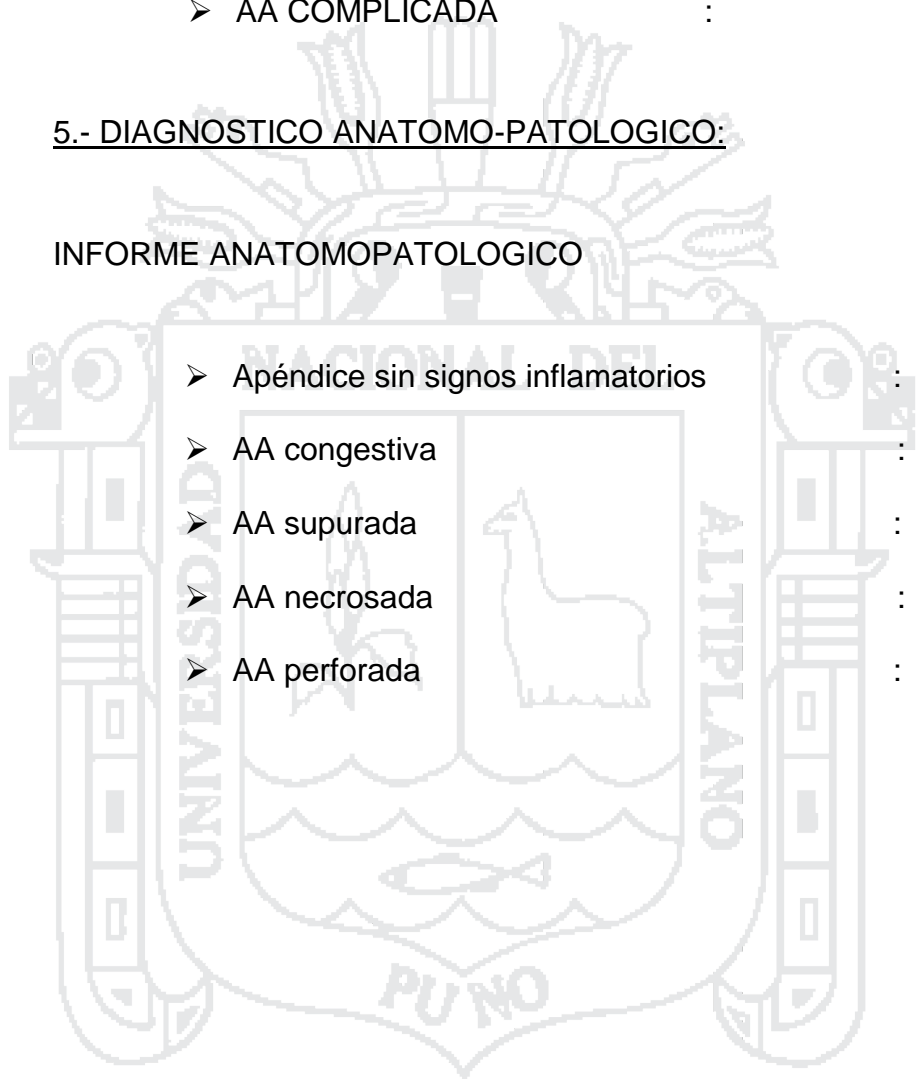 ➢ AA COMPLICADA :
5.- DIAGNOSTICO ANATOMO-PATOLOGICO:
INFORME ANATOMOPATOLOGICO
➢ Apéndice sin signos inflamatorios :
➢ AA congestiva :
➢ AA supurada :
➢ AA necrosada :
➢ AA perforada :
UNIVERSIDAD
NACIONAL DEL
ALTIPLANO
PUNO